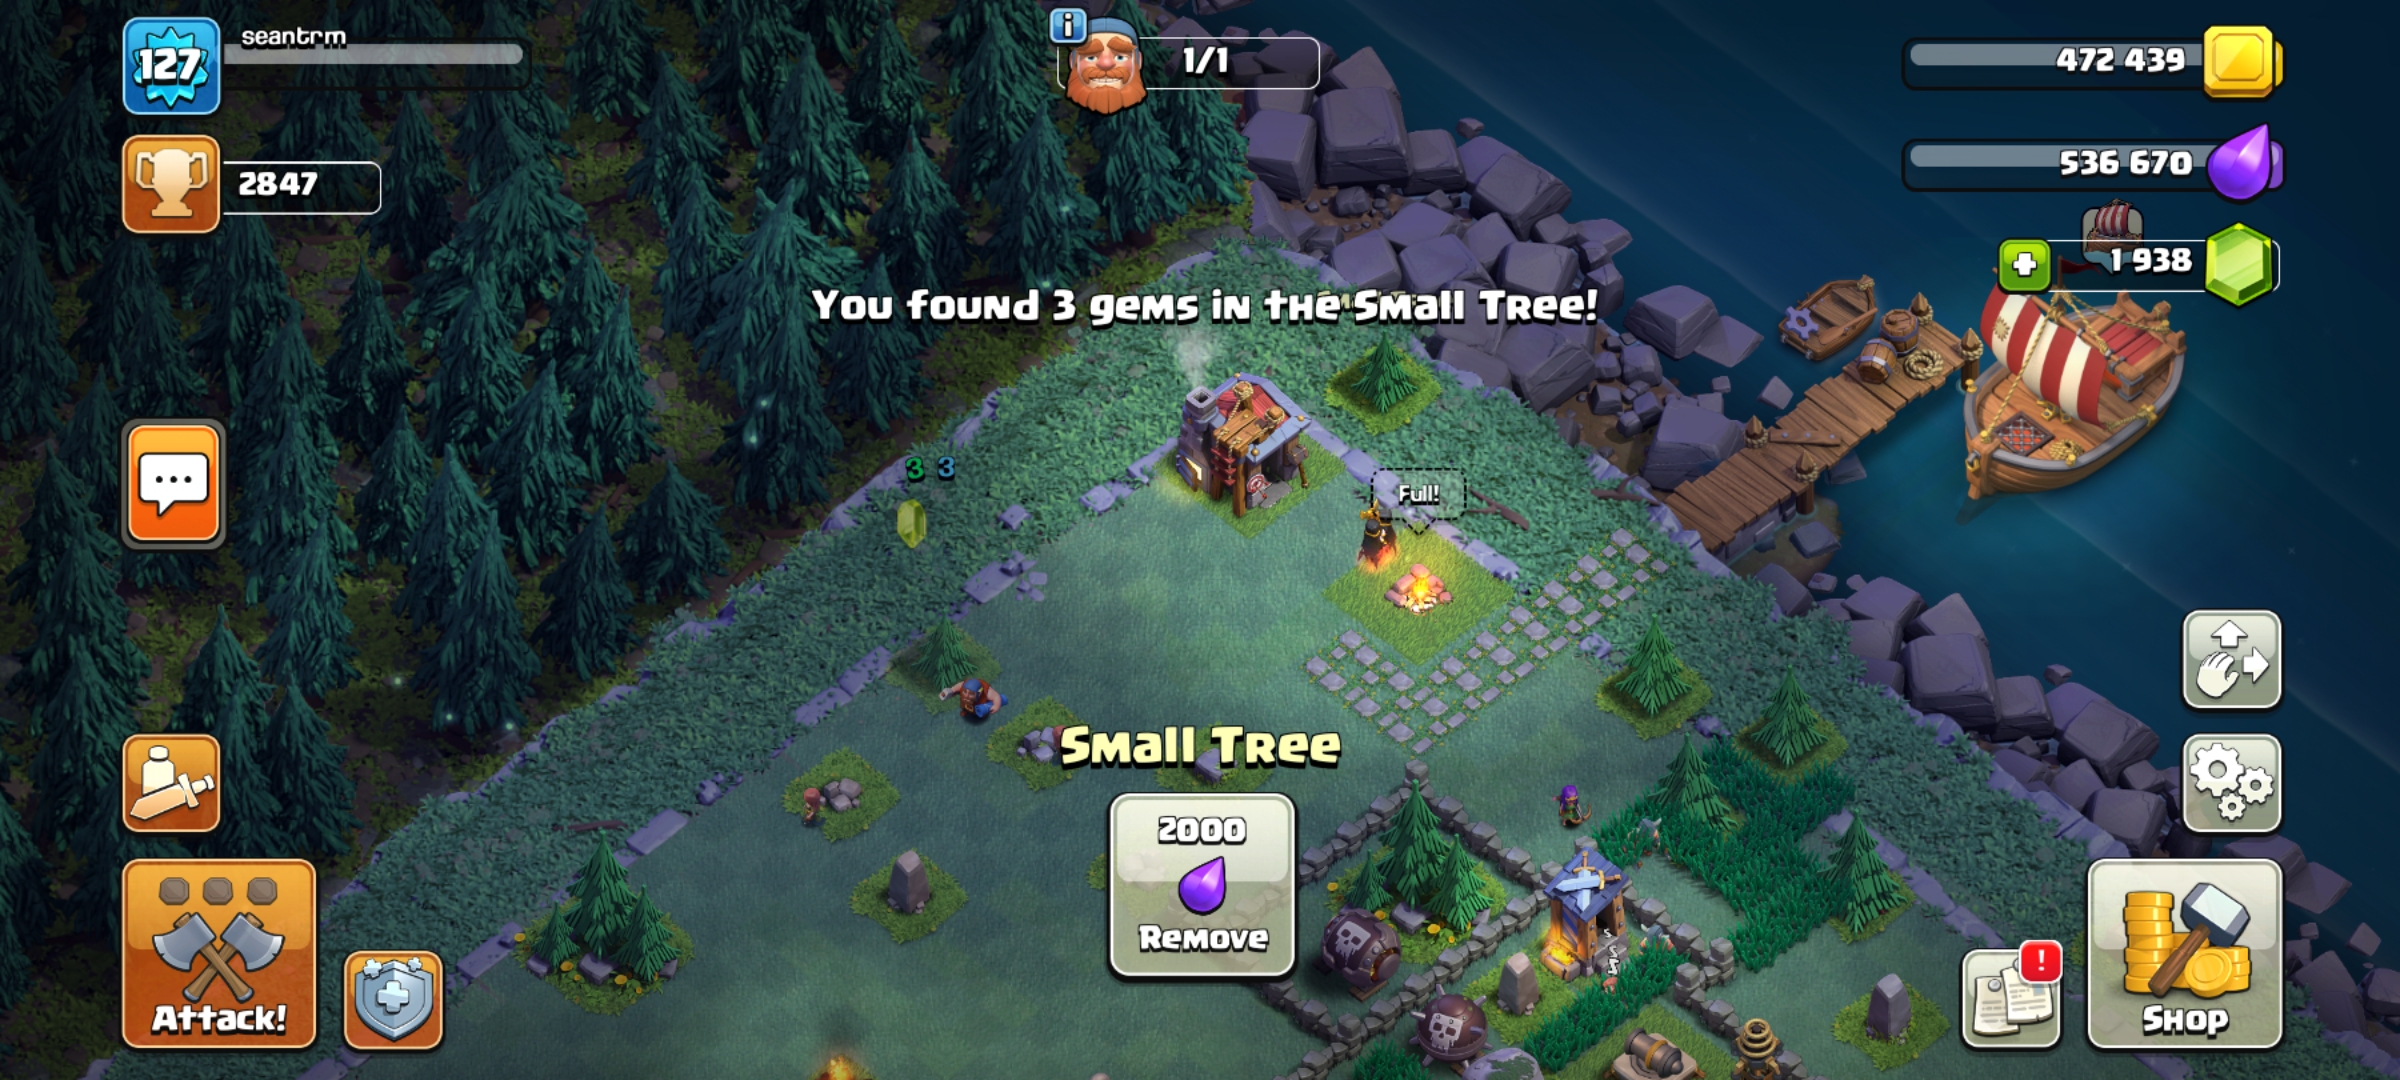 127
seantrm
1/1
472 439
2847
536 670
1 938
You found 3 gems in the Small Tree!
3 3
Full!
Small Tree
2000
Remove
Attack!
!
Shop